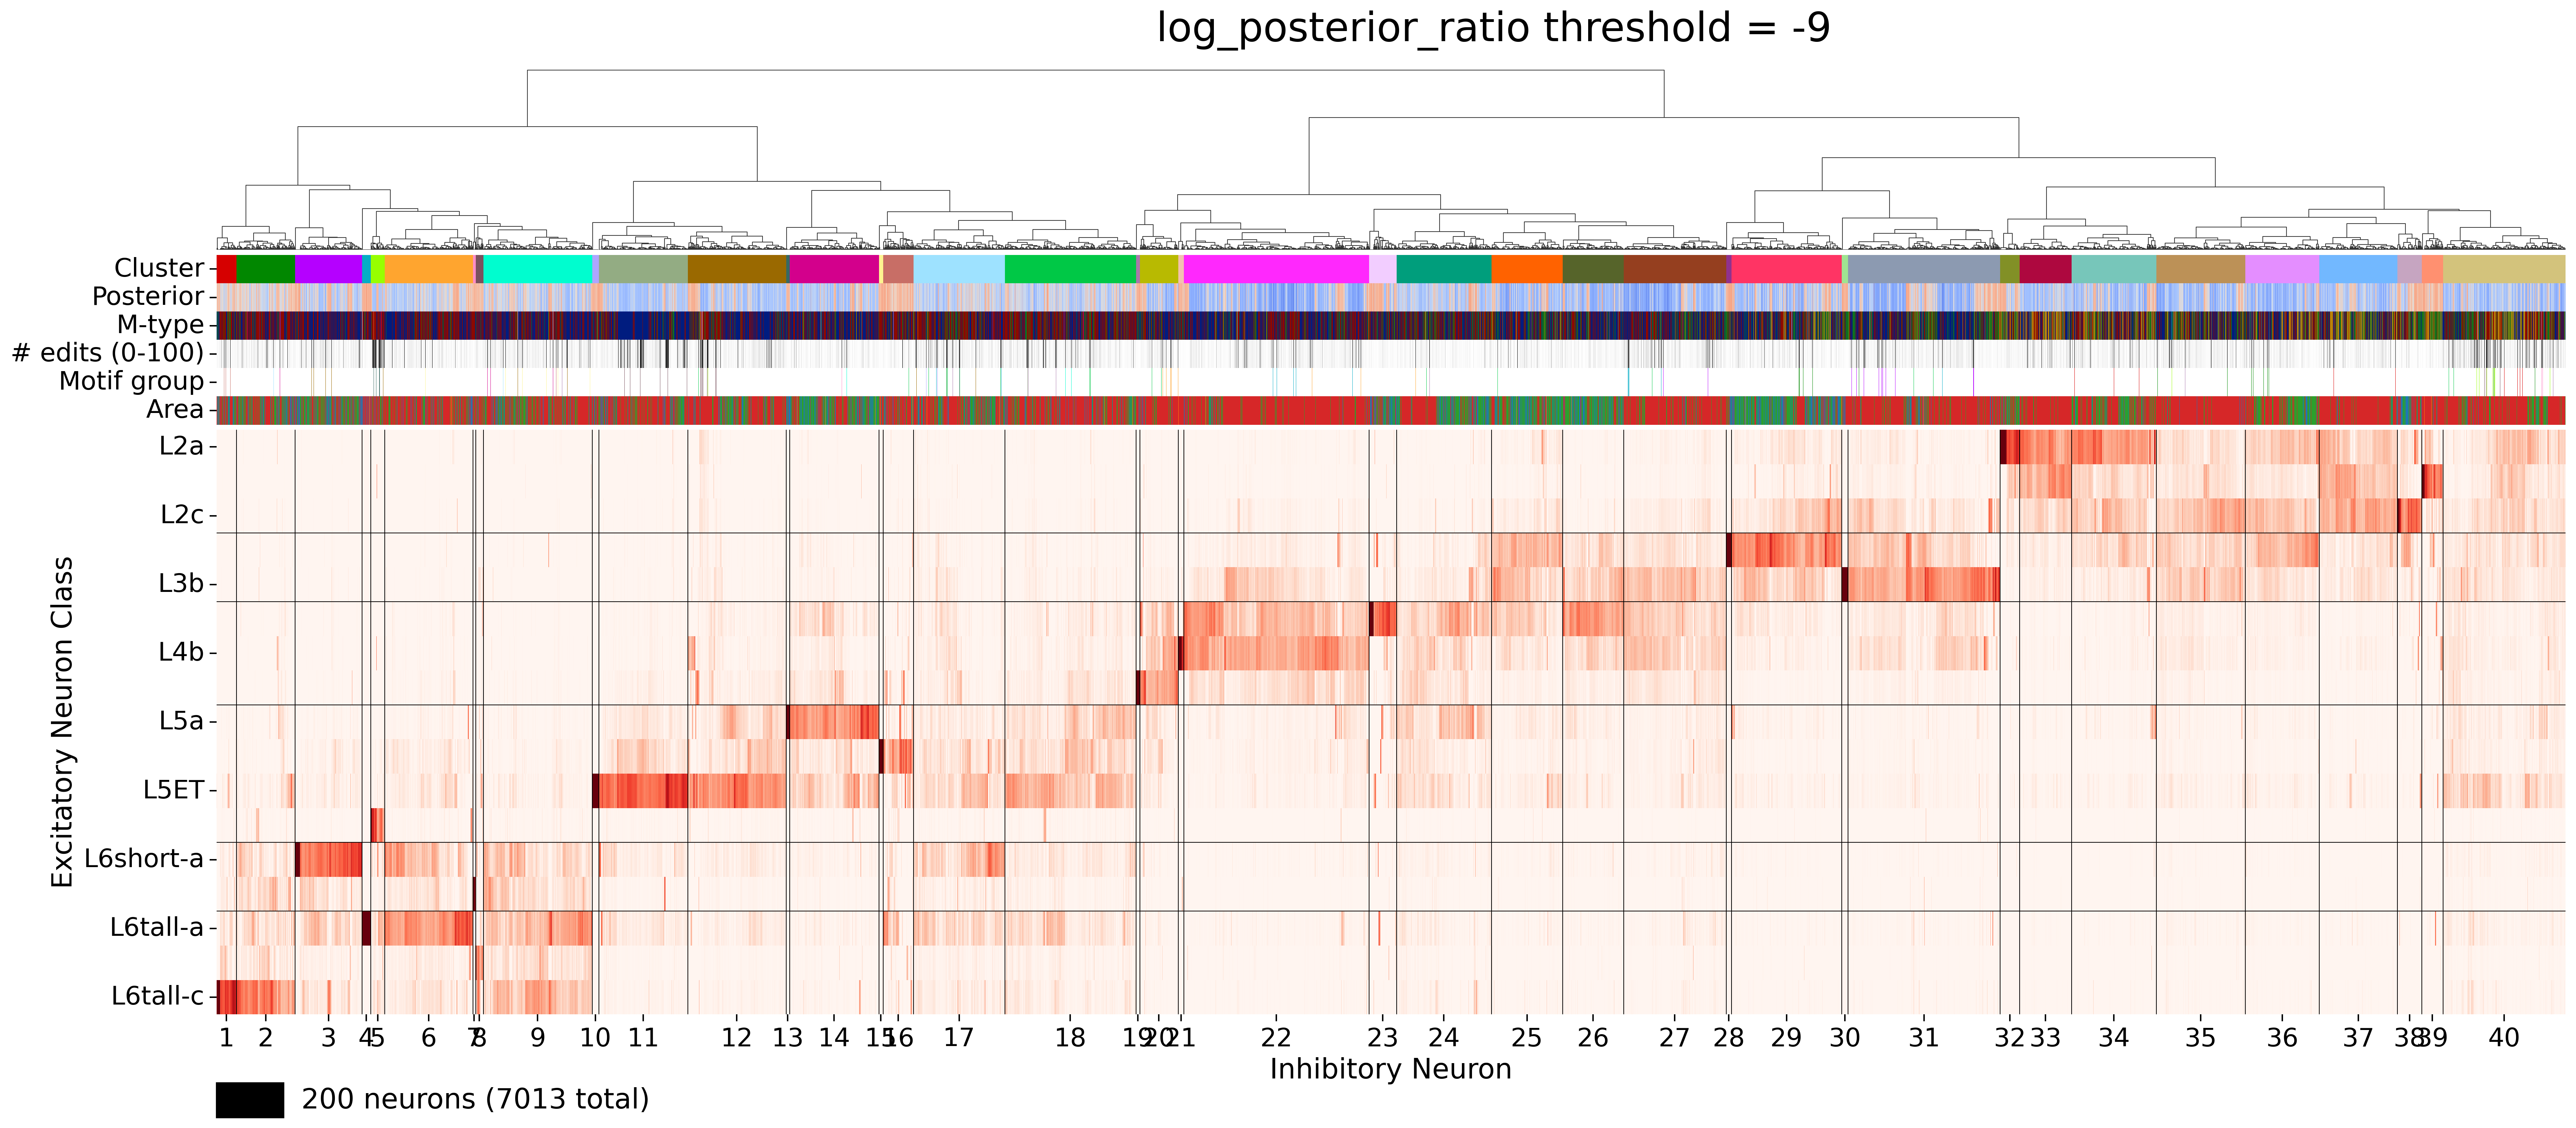 log_posterior_ratio threshold = -9
Cluster
Posterior
M-type
# edits (0-100)
Motif group
Area
L2a
L2c
L3b
L4b
L5a
L5ET
L6short-a
L6tall-a
L6tall-c
Excitatory Neuron Class
1 2 3 4 5 6 7 8 9 10 11 12 13 14 15 16 17 18 19 20 21 22 23 24 25 26 27 28 29 30 31 32 33 34 35 36 37 38 39 40
Inhibitory Neuron
200 neurons (7013 total)